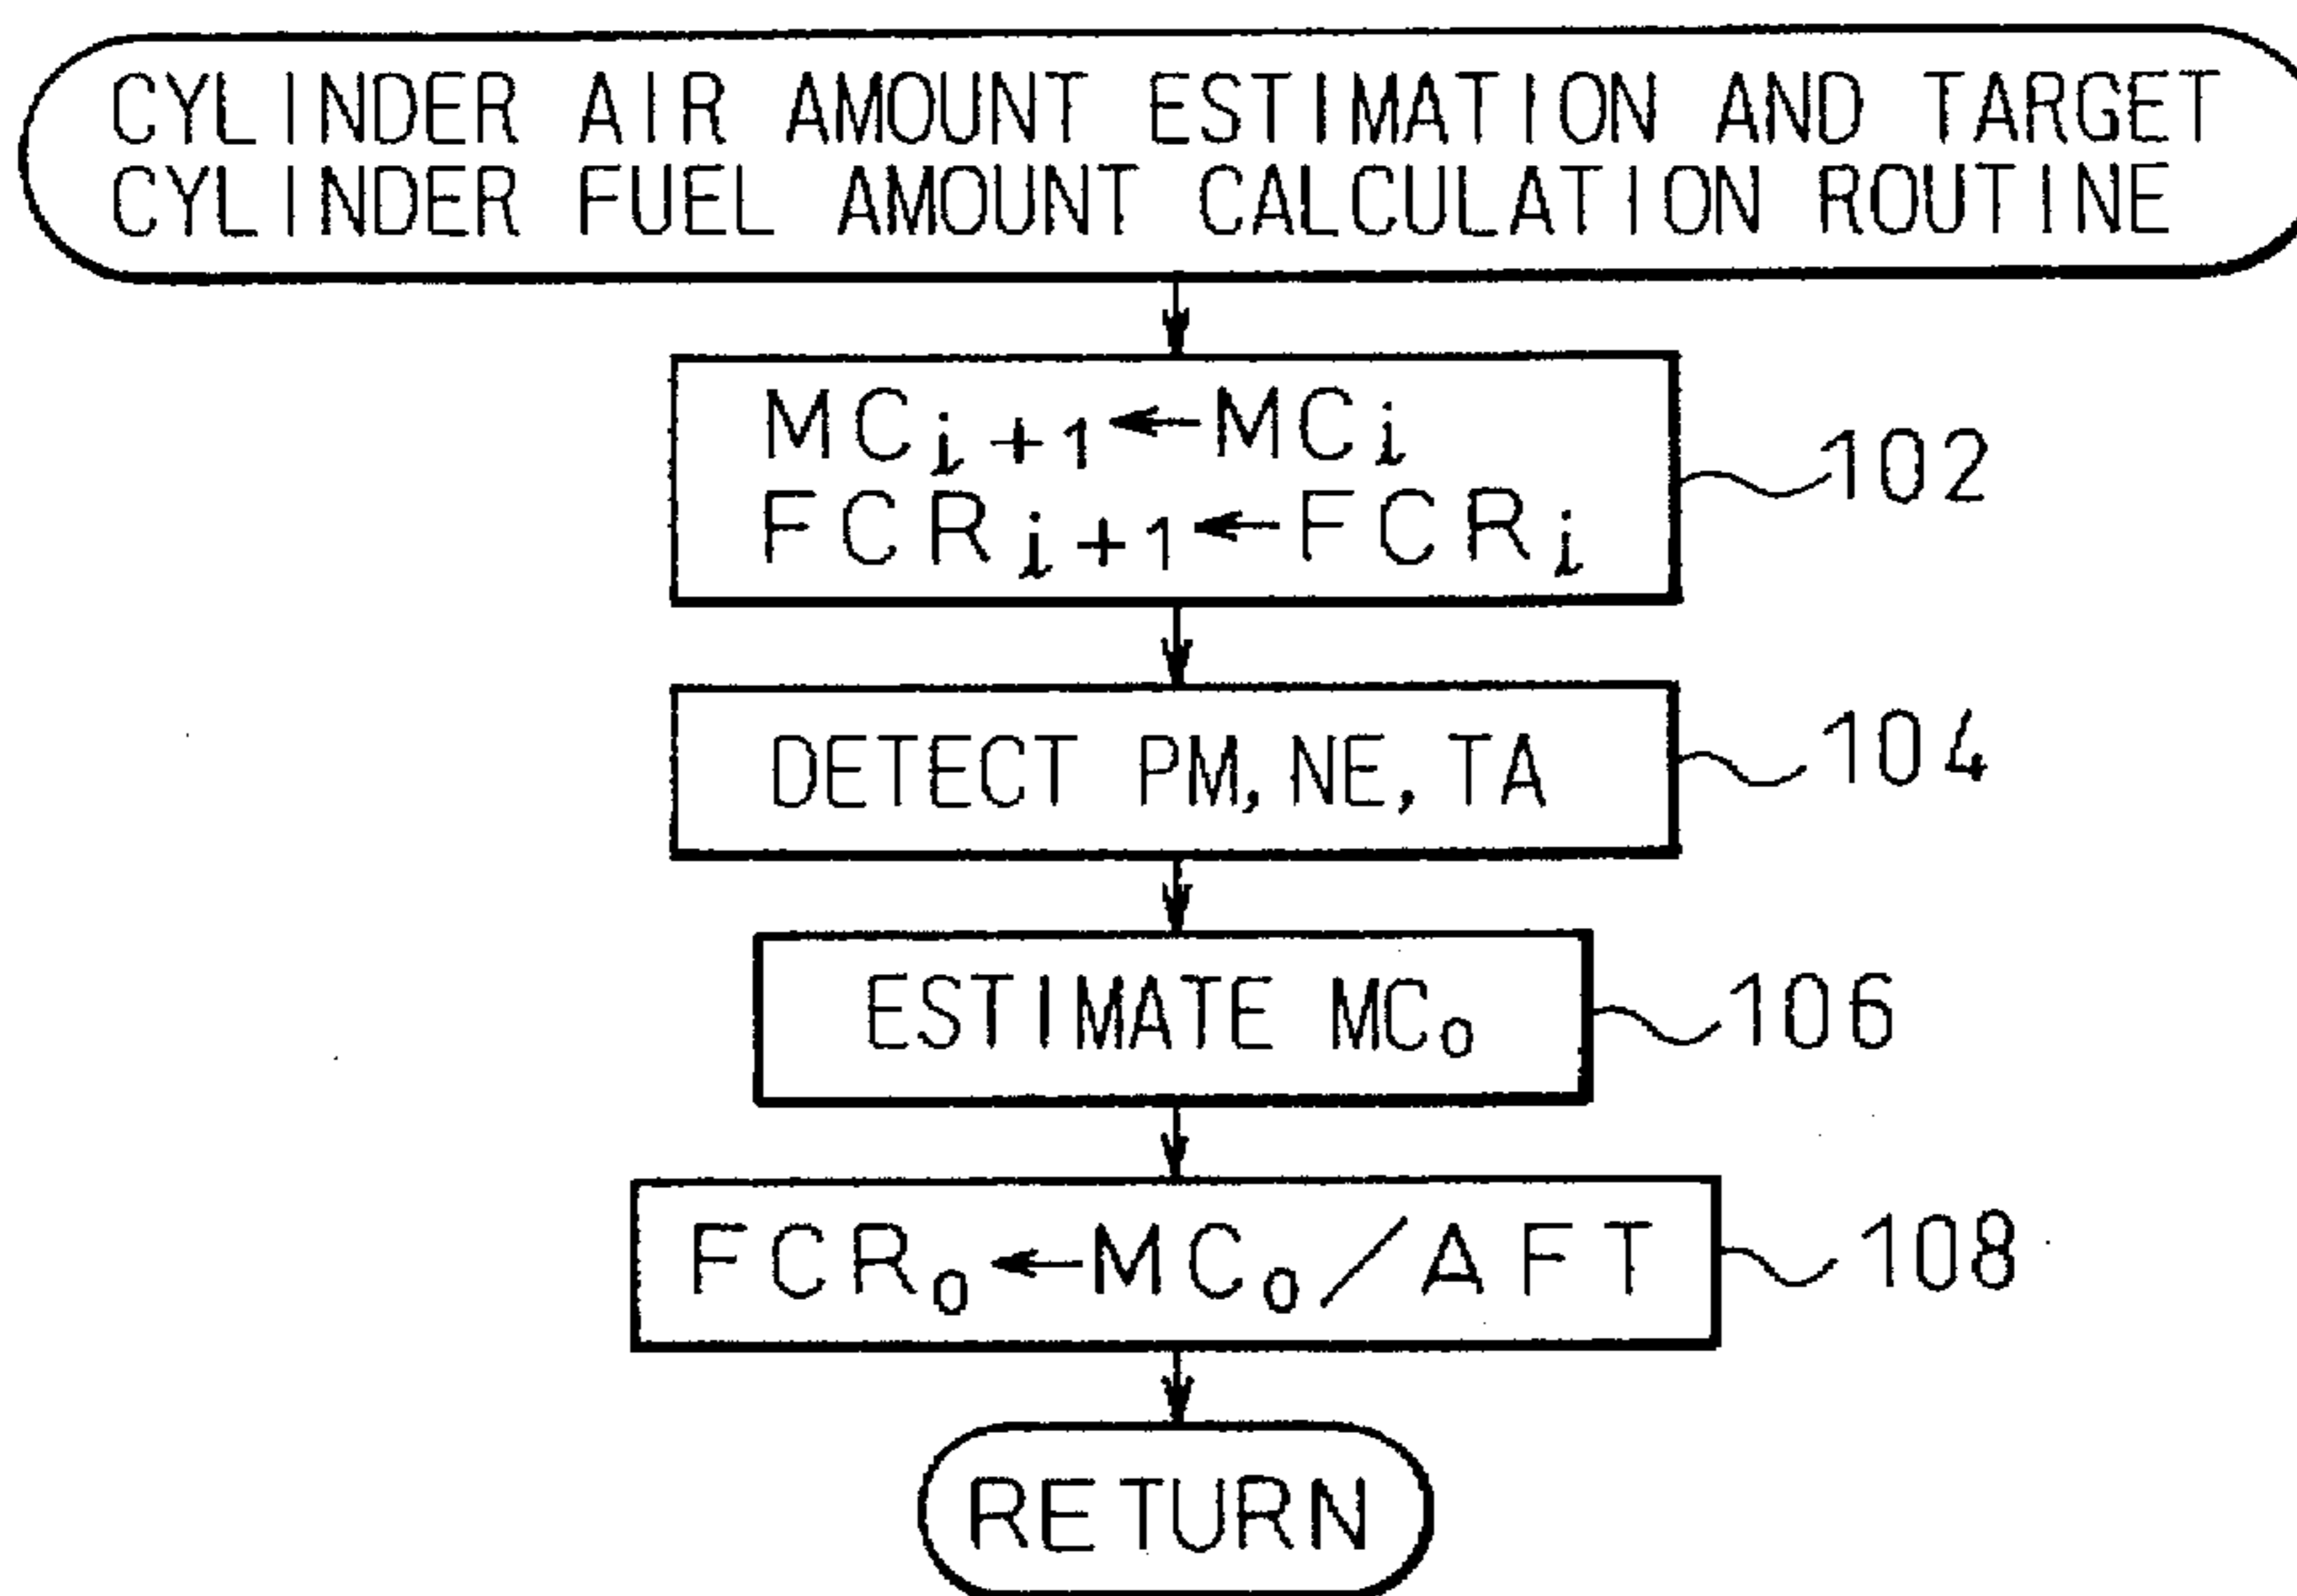 CYLINDER AIR AMOUNT ESTIMATION AND TARGET
CYLINDER FUEL AMOUNT CALCULATION ROUTINE
MCi+1←MCi
FCRi+1←FCRi
102
DETECT PM, NE, TA
104
ESTIMATE MC0
106
FCR0←MC0/AFT
108
RETURN